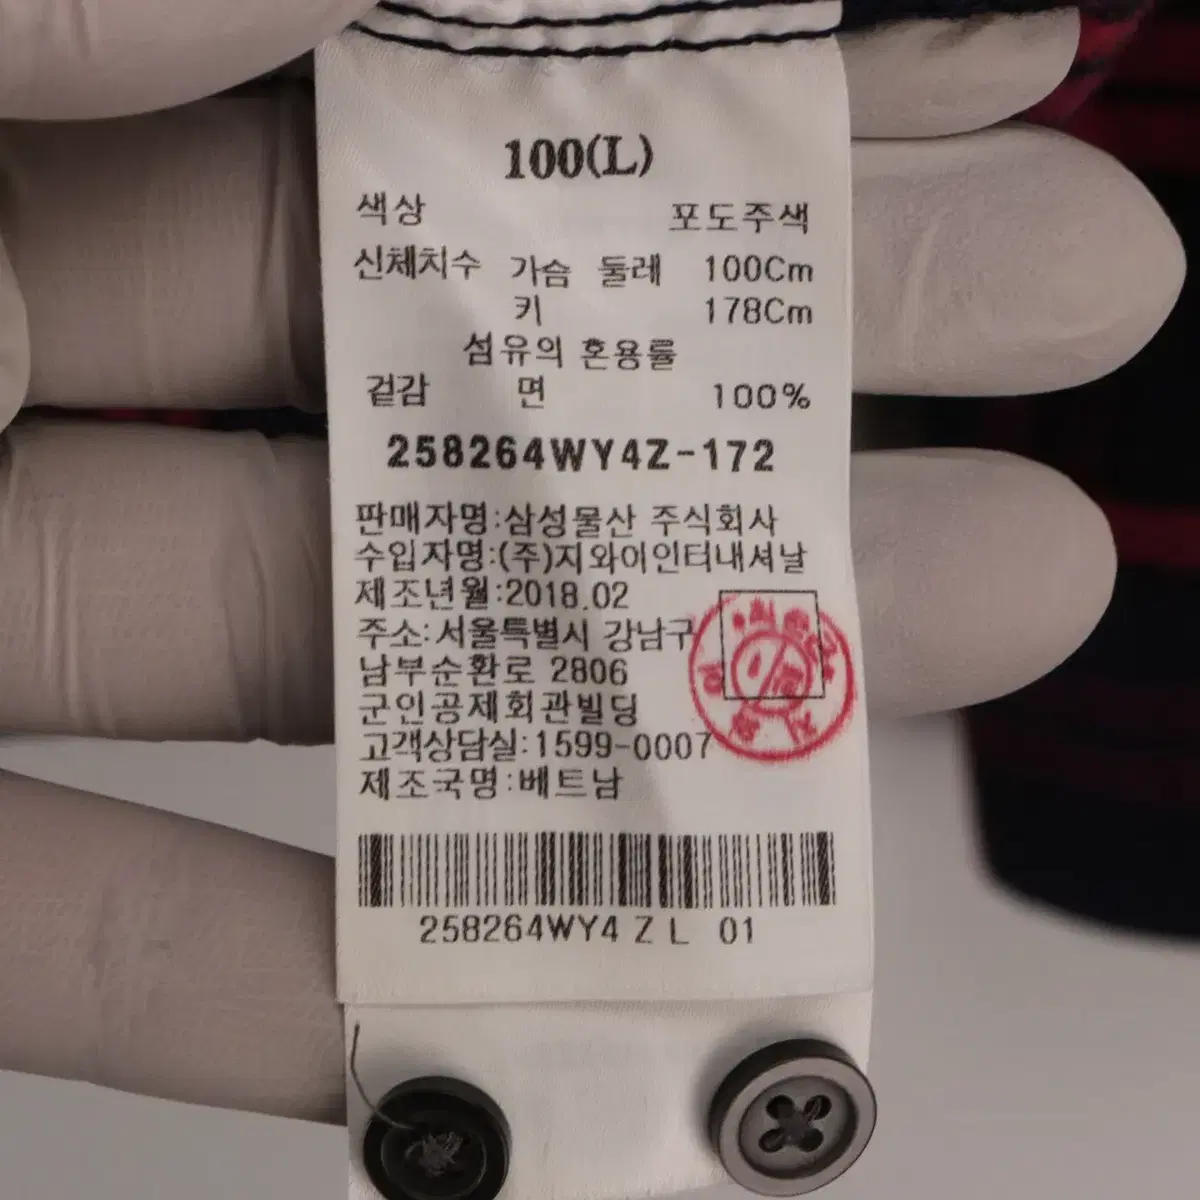 100(L)
색상 포도주색
신체치수 가슴 둘레 100Cm
키 178Cm
섬유의 혼용률
겉감 면 100%
258264WY4Z-172
판매자명:삼성물산 주식회사
수입자명:(주)지와이인터내셔날
제조년월:2018.02
주소:서울특별시 강남구
남부순환로 2806
군인공제회관빌딩
고객상담실:1599-0007
제조국명:베트남
258264WY4 Z L 01